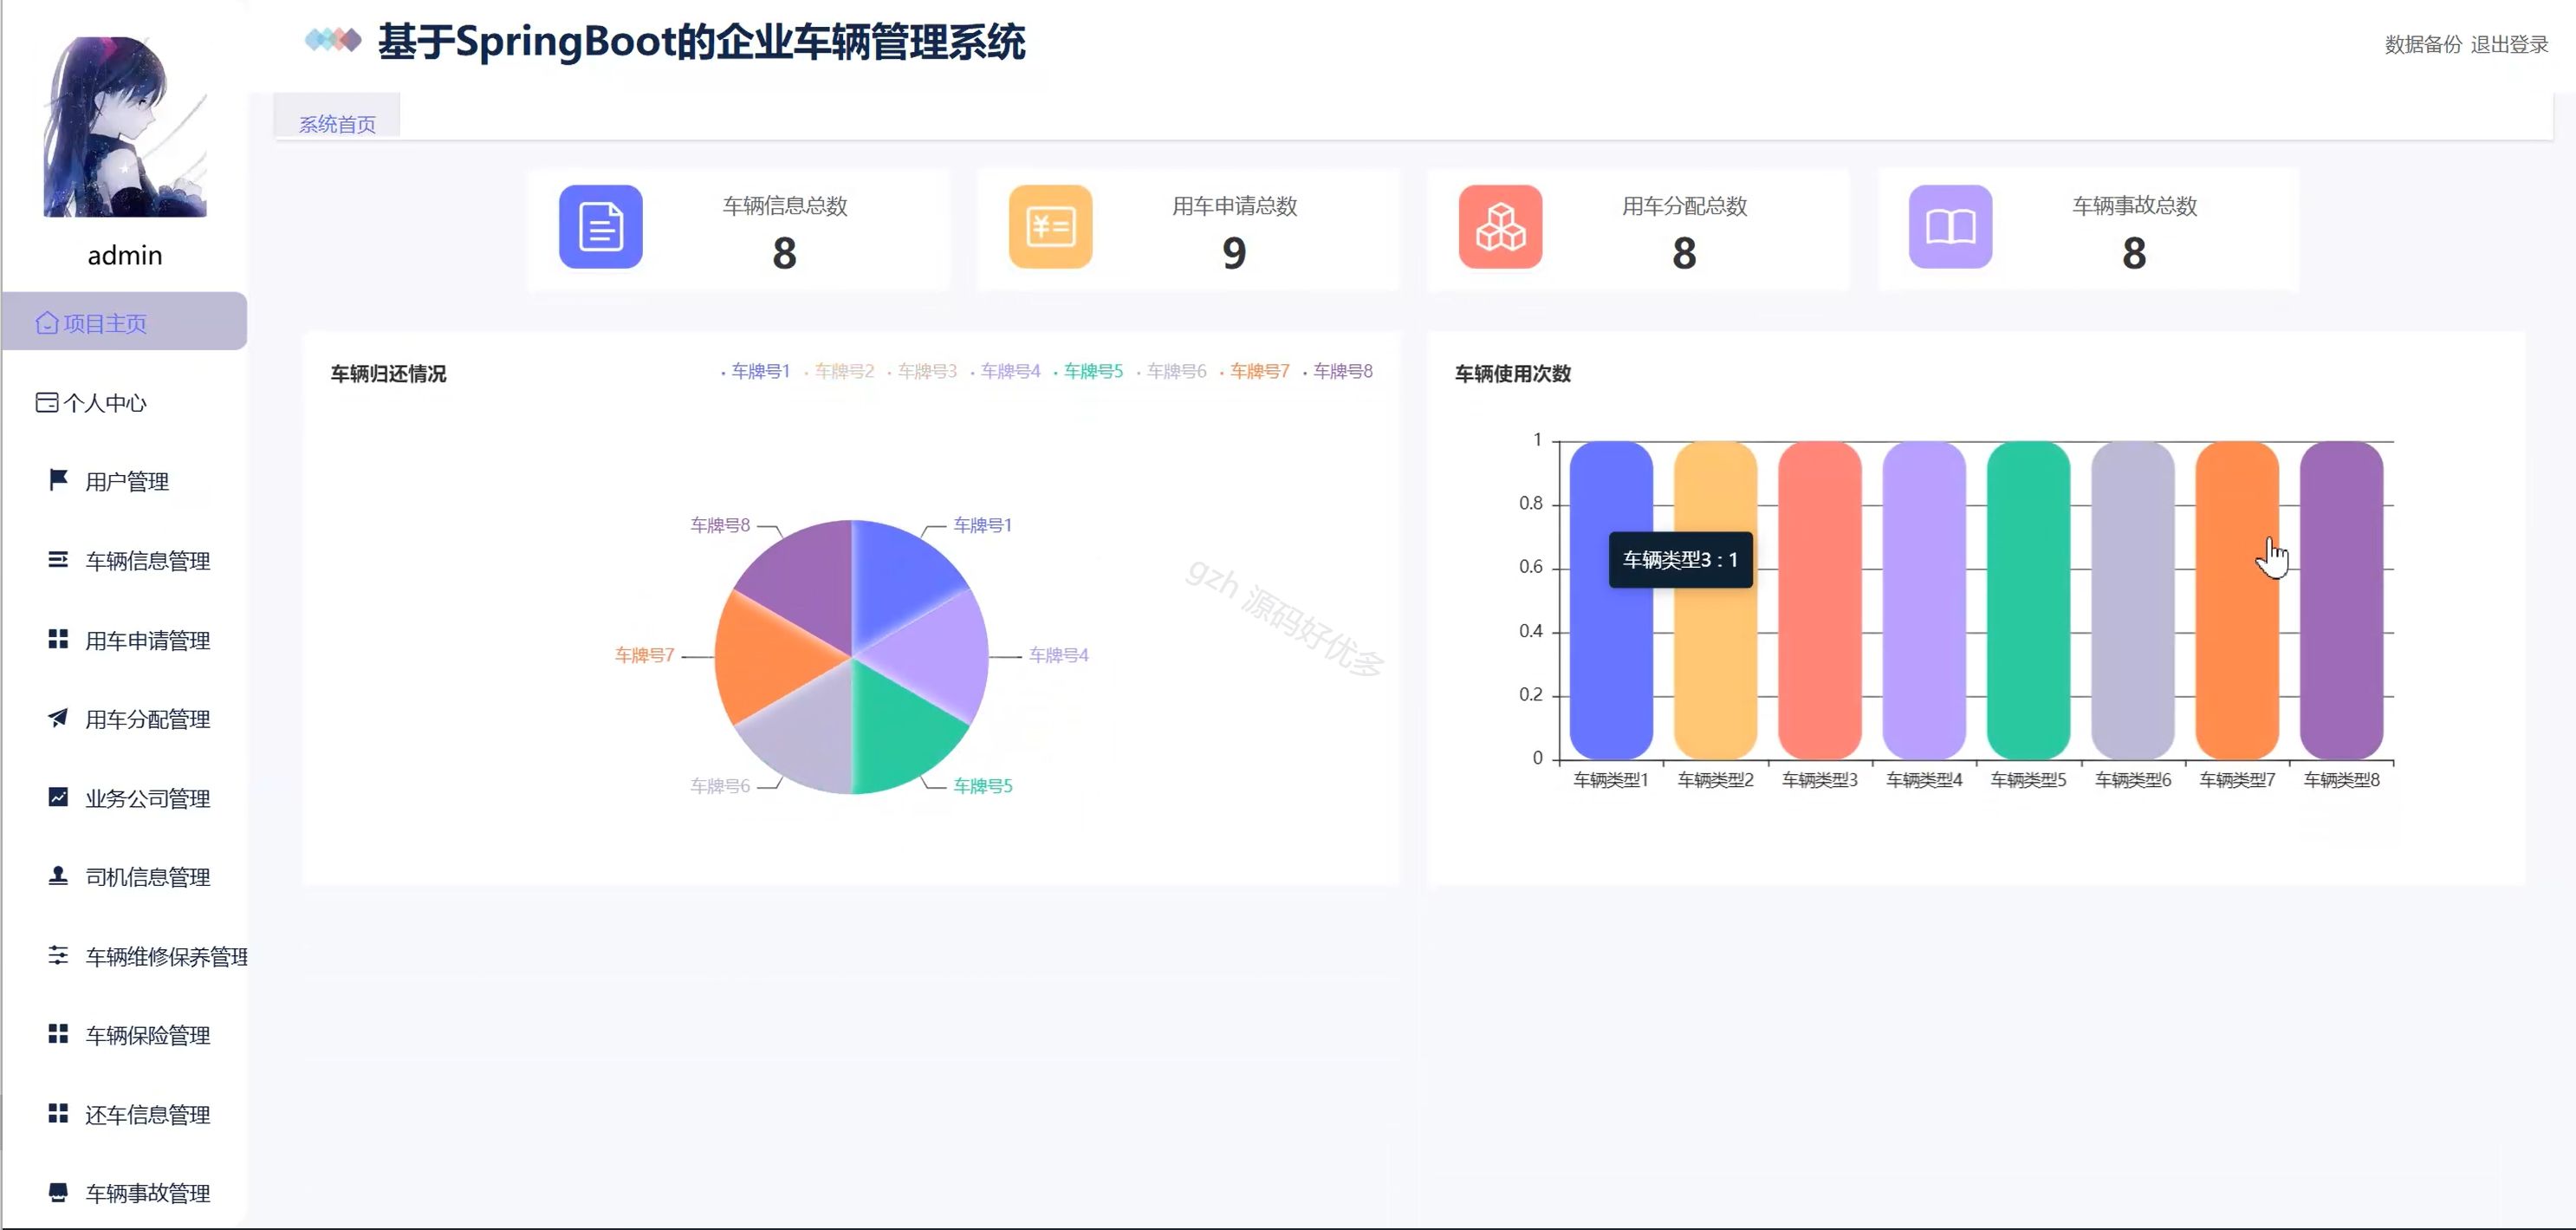 基于SpringBoot的企业车辆管理系统
数据备份 退出登录
admin
项目主页
个人中心
用户管理
车辆信息管理
用车申请管理
用车分配管理
业务公司管理
司机信息管理
车辆维修保养管理
车辆保险管理
还车信息管理
车辆事故管理
系统首页
车辆信息总数
8
用车申请总数
9
用车分配总数
8
车辆事故总数
8
车辆归还情况
车牌号1 车牌号2 车牌号3 车牌号4 车牌号5 车牌号6 车牌号7 车牌号8
车牌号8
车牌号1
车牌号7
车牌号4
车牌号6
车牌号5
gzh 源码好优多
车辆使用次数
1
0.8
0.6
0.4
0.2
0
车辆类型3 : 1
车辆类型1 车辆类型2 车辆类型3 车辆类型4 车辆类型5 车辆类型6 车辆类型7 车辆类型8